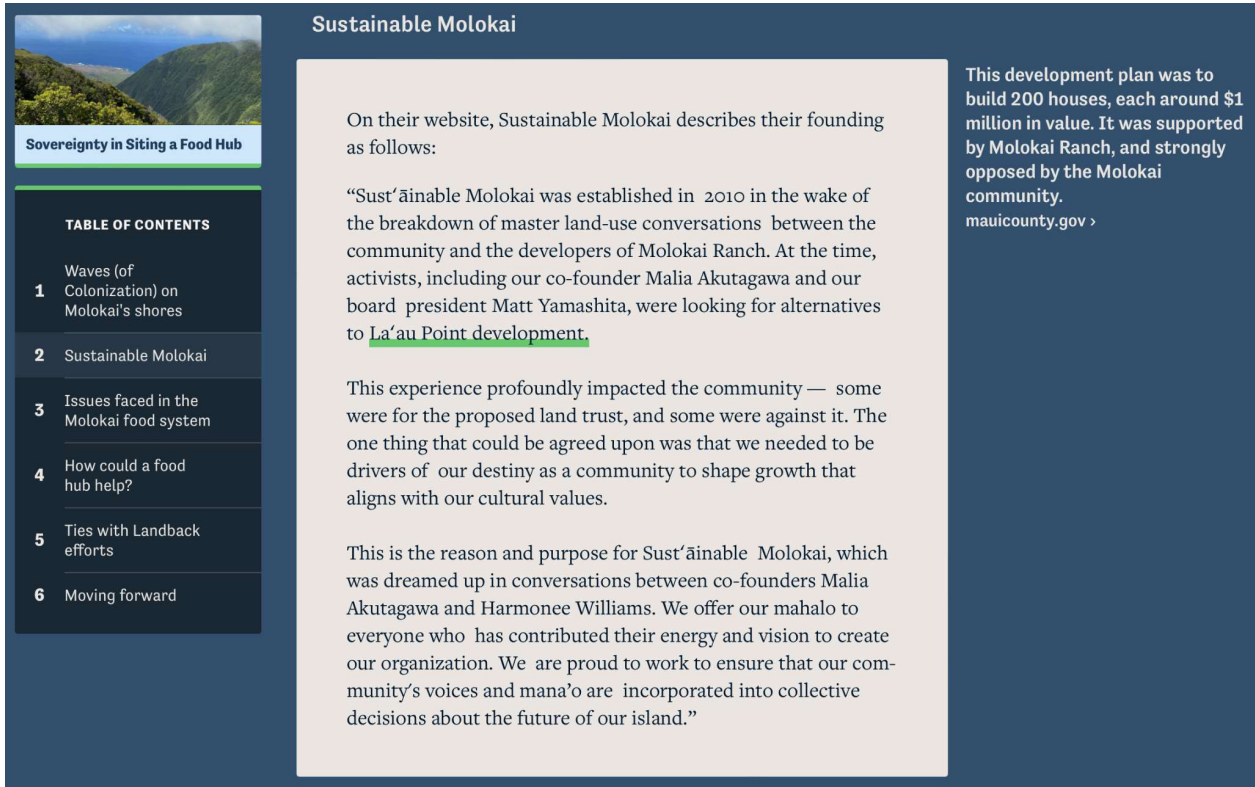 Sustainable Molokai
Sovereignty in Siting a Food Hub
TABLE OF CONTENTS
1 Waves (of
Colonization) on
Molokai's shores
2 Sustainable Molokai
3 Issues faced in the
Molokai food system
4 How could a food
hub help?
5 Ties with Landback
efforts
6 Moving forward
On their website, Sustainable Molokai describes their founding
as follows:
“Sustʻāinable Molokai was established in 2010 in the wake of
the breakdown of master land-use conversations between the
community and the developers of Molokai Ranch. At the time,
activists, including our co-founder Malia Akutagawa and our
board president Matt Yamashita, were looking for alternatives
to Laʻau Point development.
This experience profoundly impacted the community — some
were for the proposed land trust, and some were against it. The
one thing that could be agreed upon was that we needed to be
drivers of our destiny as a community to shape growth that
aligns with our cultural values.
This is the reason and purpose for Sustʻāinable Molokai, which
was dreamed up in conversations between co-founders Malia
Akutagawa and Harmonee Williams. We offer our mahalo to
everyone who has contributed their energy and vision to create
our organization. We are proud to work to ensure that our com-
munity's voices and mana’o are incorporated into collective
decisions about the future of our island.”
This development plan was to
build 200 houses, each around $1
million in value. It was supported
by Molokai Ranch, and strongly
opposed by the Molokai
community.
mauicounty.gov ›